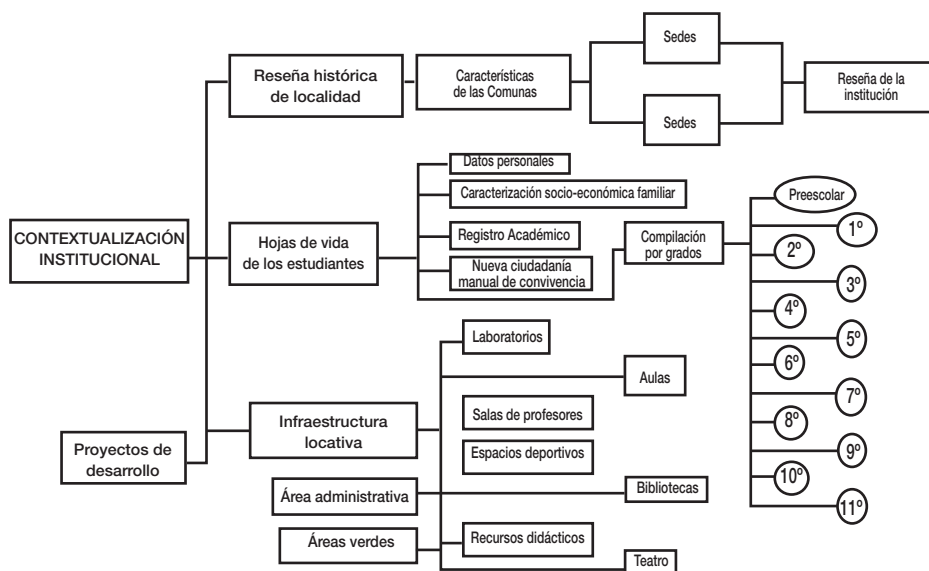 CONTEXTUALIZACIÓN
INSTITUCIONAL
Reseña histórica
de localidad
Características
de las Comunas
Sedes
Sedes
Reseña de la
institución
Hojas de vida
de los estudiantes
Datos personales
Caracterización socio-económica familiar
Registro Académico
Nueva ciudadanía
manual de convivencia
Compilación
por grados
Preescolar
1º
2º
3º
4º
5º
6º
7º
8º
9º
10º
11º
Proyectos de
desarrollo
Infraestructura
locativa
Laboratorios
Aulas
Salas de profesores
Espacios deportivos
Área administrativa
Bibliotecas
Áreas verdes
Recursos didácticos
Teatro